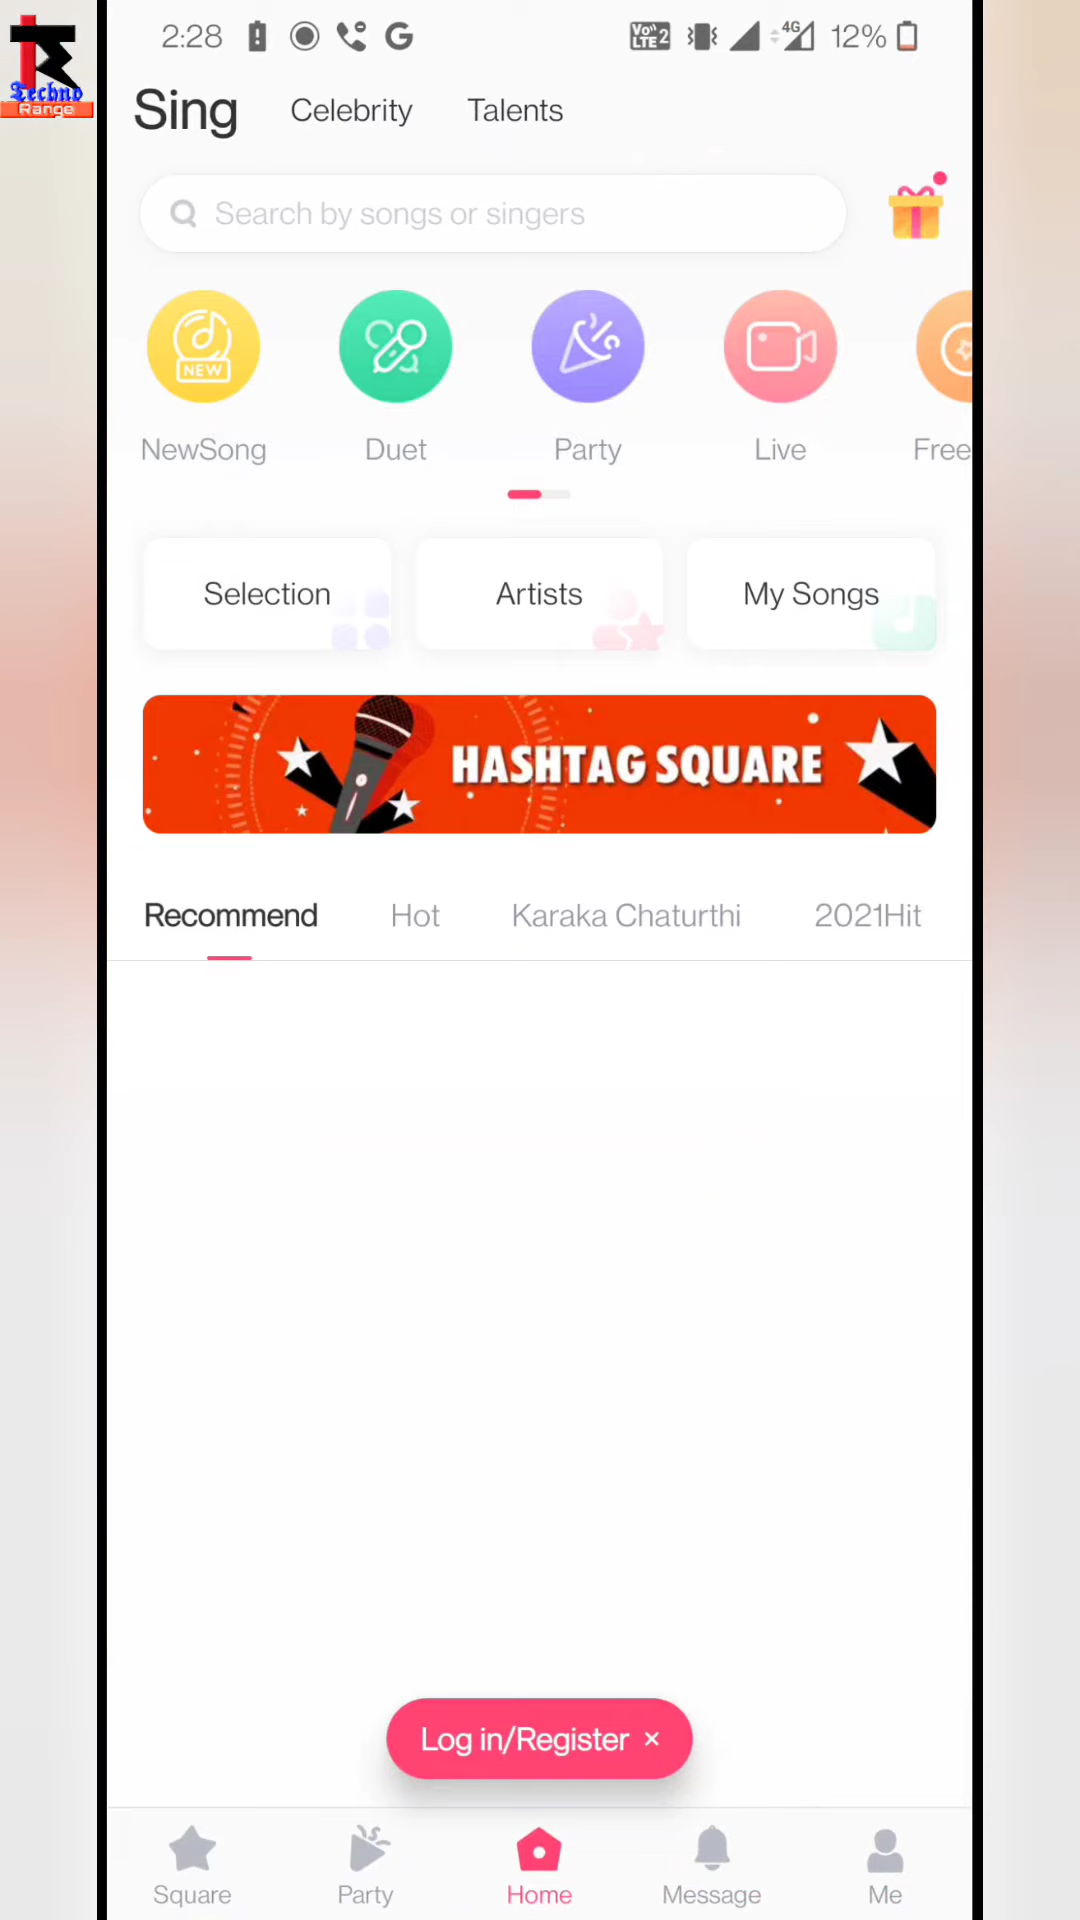 Techno
Range
2:28
VoLTE2
4G
12%
Sing
Celebrity
Talents
Search by songs or singers
NEW
NewSong
Duet
Party
Live
Free
Selection
Artists
My Songs
HASHTAG SQUARE
Recommend
Hot
Karaka Chaturthi
2021Hit
Log in/Register ×
Square
Party
Home
Message
Me